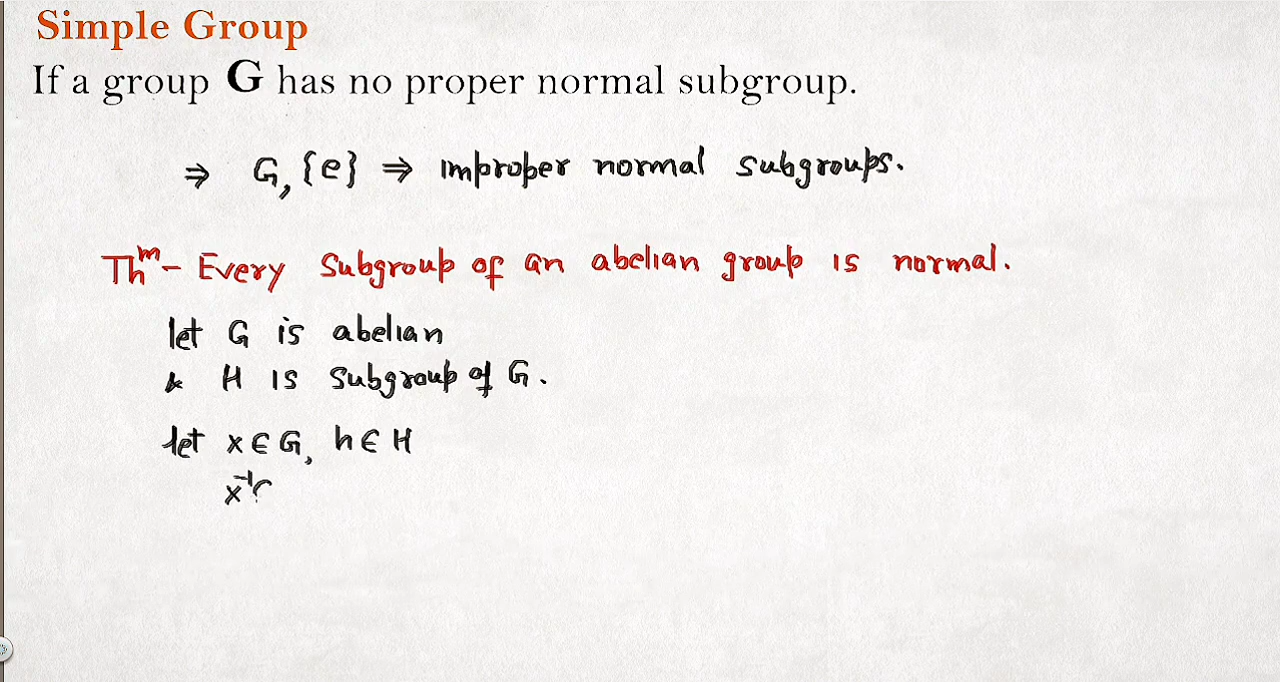 Simple Group
If a group G has no proper normal subgroup.
⇒ G, {e} ⇒ improper normal subgroups.
Thᵐ - Every subgroup of an abelian group is normal.
let G is abelian
& H is subgroup of G.
let x ∈ G, h ∈ H
x⁻¹